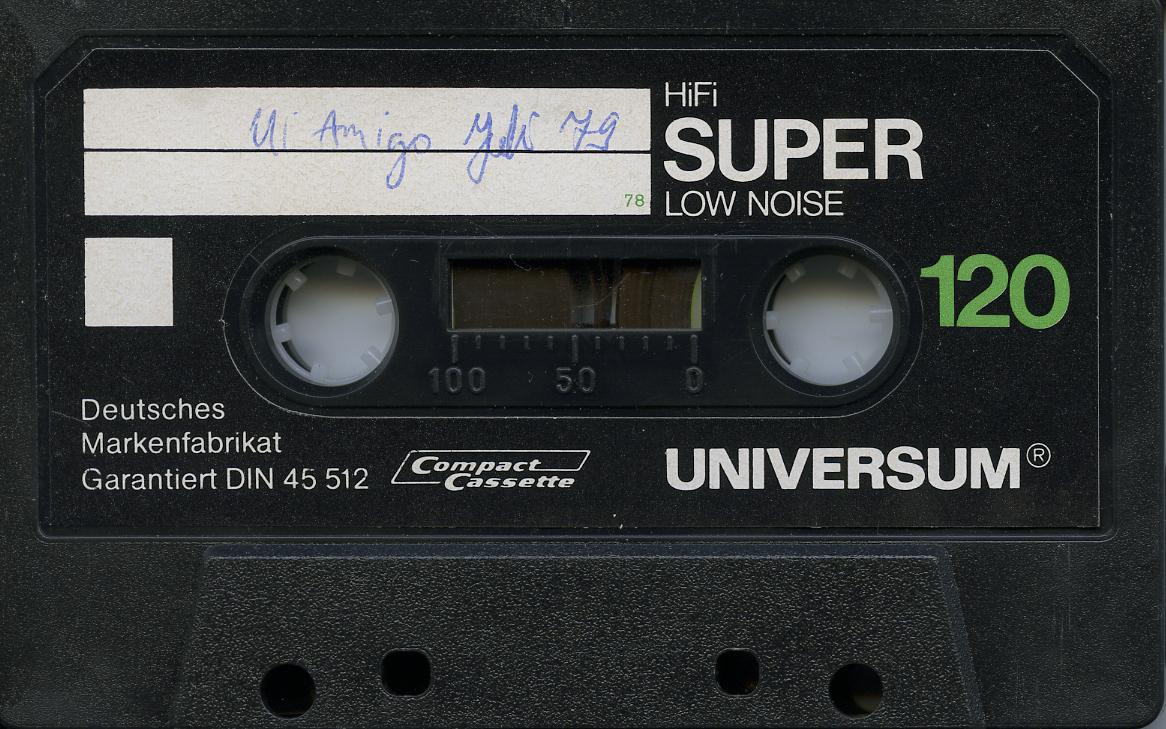 Mi Amigo Juli 79
78
HiFi
SUPER
LOW NOISE
120
100 50 0
Deutsches
Markenfabrikat
Garantiert DIN 45 512
Compact
Cassette
UNIVERSUM®